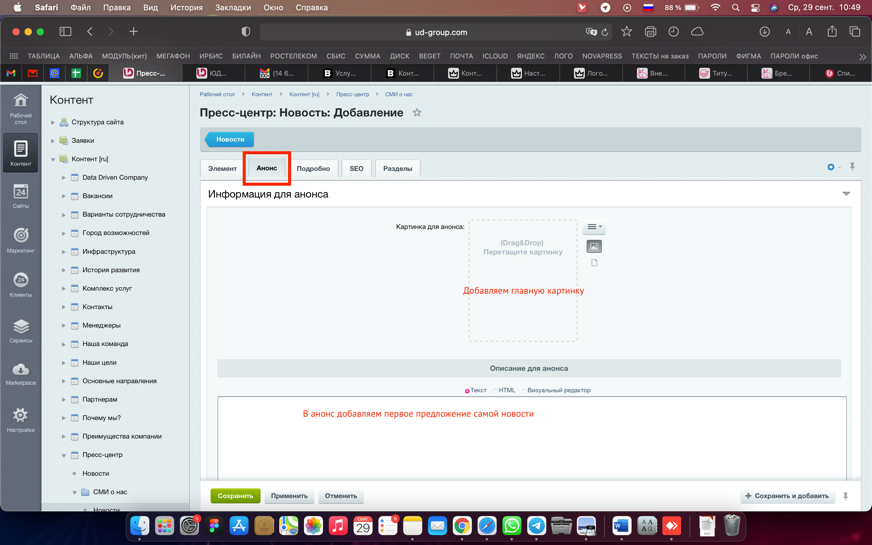 Safari Файл Правка Вид История Закладки Окно Справка 88 % Ср, 29 сент. 10:49
ud-group.com
A A
ТАБЛИЦА АЛЬФА МОДУЛЬ(кит) МЕГАФОН ИРБИС БИЛАЙН РОСТЕЛЕКОМ СБИС СУММА ДИСК BEGET ПОЧТА ICLOUD ЯНДЕКС ЛОГО NOVAPRESS ТЕКСТЫ на заказ ПАРОЛИ ФИГМА ПАРОЛИ офис
Пресс-... ЮД... (14 б... B Услу... B Конт... Конт... Наст... Лого... Вне... Титу... Бре... Спи...
Рабочий стол
Контент
24
Сайты
Маркетинг
24
Клиенты
Сервисы
Marketplace
Настройки
Контент
Структура сайта
Заявки
Контент [ru]
Data Driven Company
Вакансии
Варианты сотрудничества
Город возможностей
Инфраструктура
История развития
Комплекс услуг
Контакты
Менеджеры
Наша команда
Наши цели
Основные направления
Партнерам
Почему мы?
Преимущества компании
Пресс-центр
Новости
СМИ о нас
Новости
Рабочий стол Контент Контент [ru] Пресс-центр СМИ о нас
Пресс-центр: Новость: Добавление
Новости
Элемент Анонс Подробно SEO Разделы
Информация для анонса
Картинка для анонса:
(Drag&Drop)
Перетащите картинку
Добавляем главную картинку
Описание для анонса
Текст HTML Визуальный редактор
В анонс добавляем первое предложение самой новости
Сохранить Применить Отменить + Сохранить и добавить
29